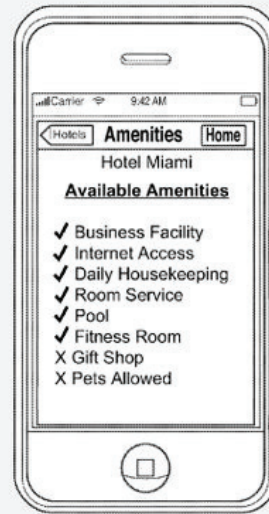 Carrier 9:42 AM
Hotels Amenities Home
Hotel Miami
Available Amenities
✓ Business Facility
✓ Internet Access
✓ Daily Housekeeping
✓ Room Service
✓ Pool
✓ Fitness Room
X Gift Shop
X Pets Allowed